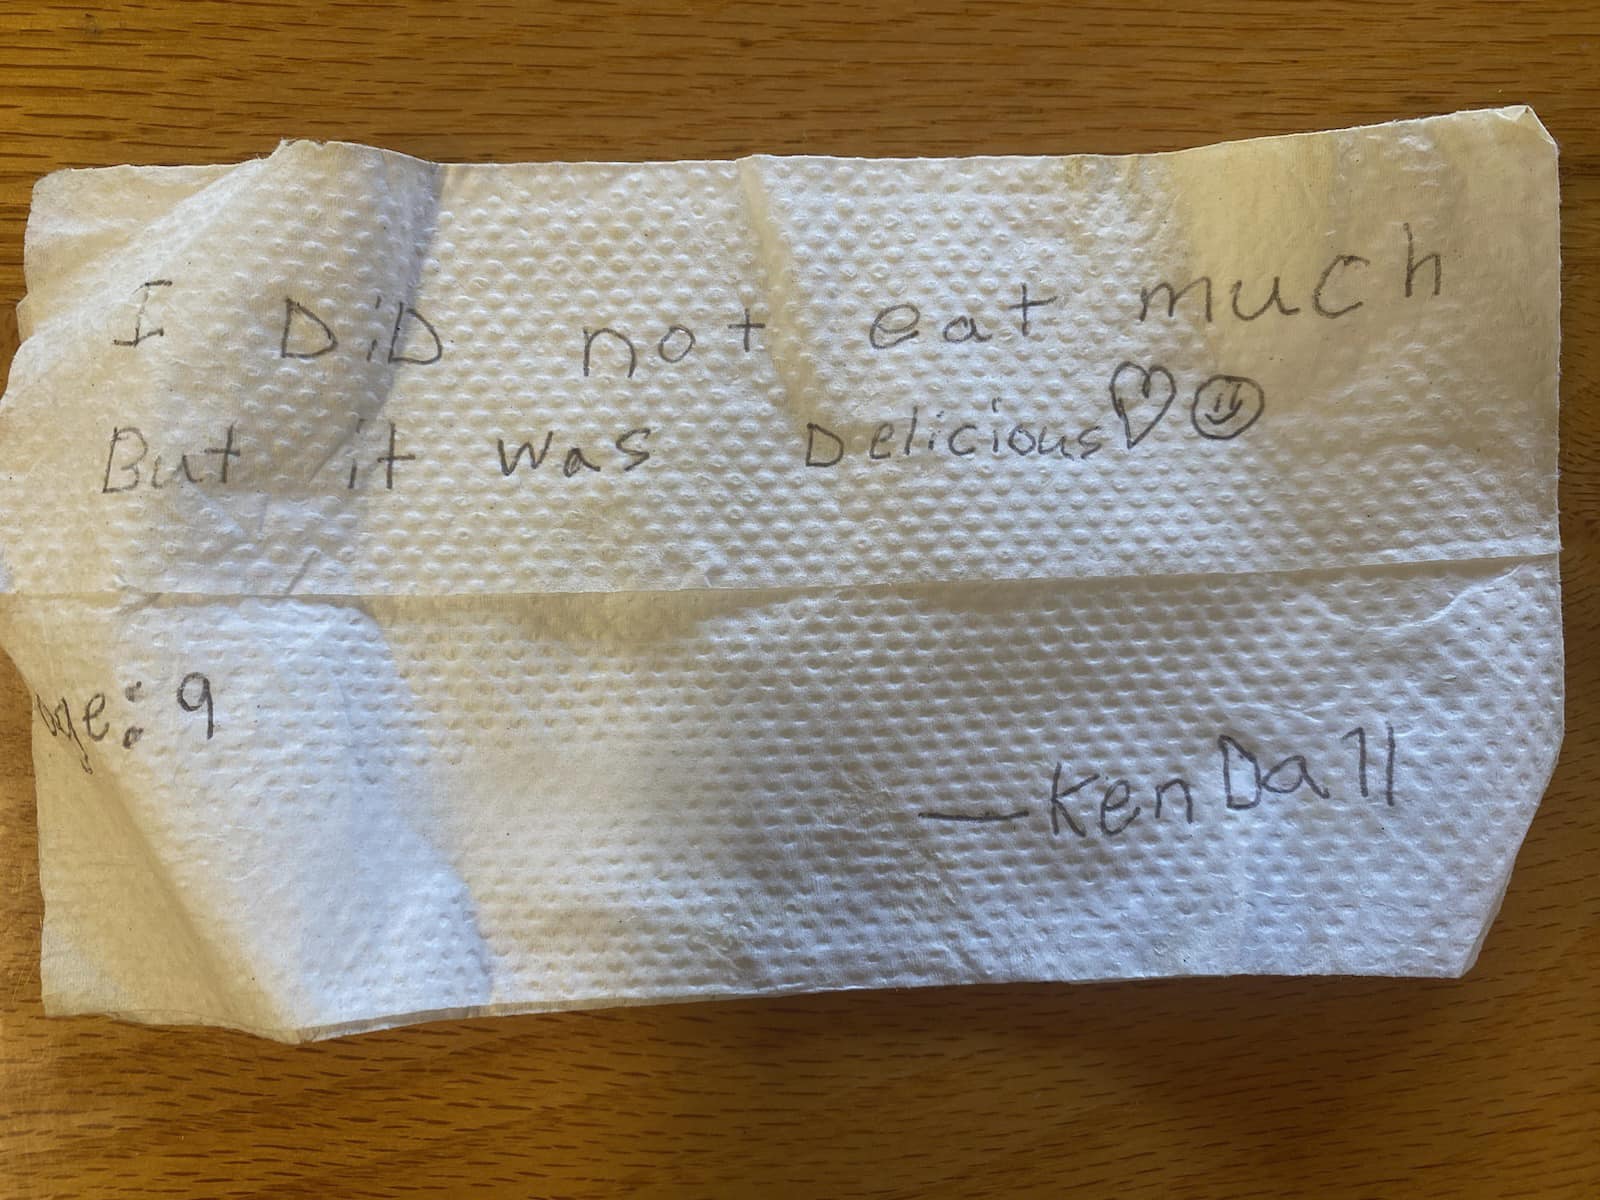 I DiD not eat much
But it was Delicious♡☺
age: 9
—KenDall